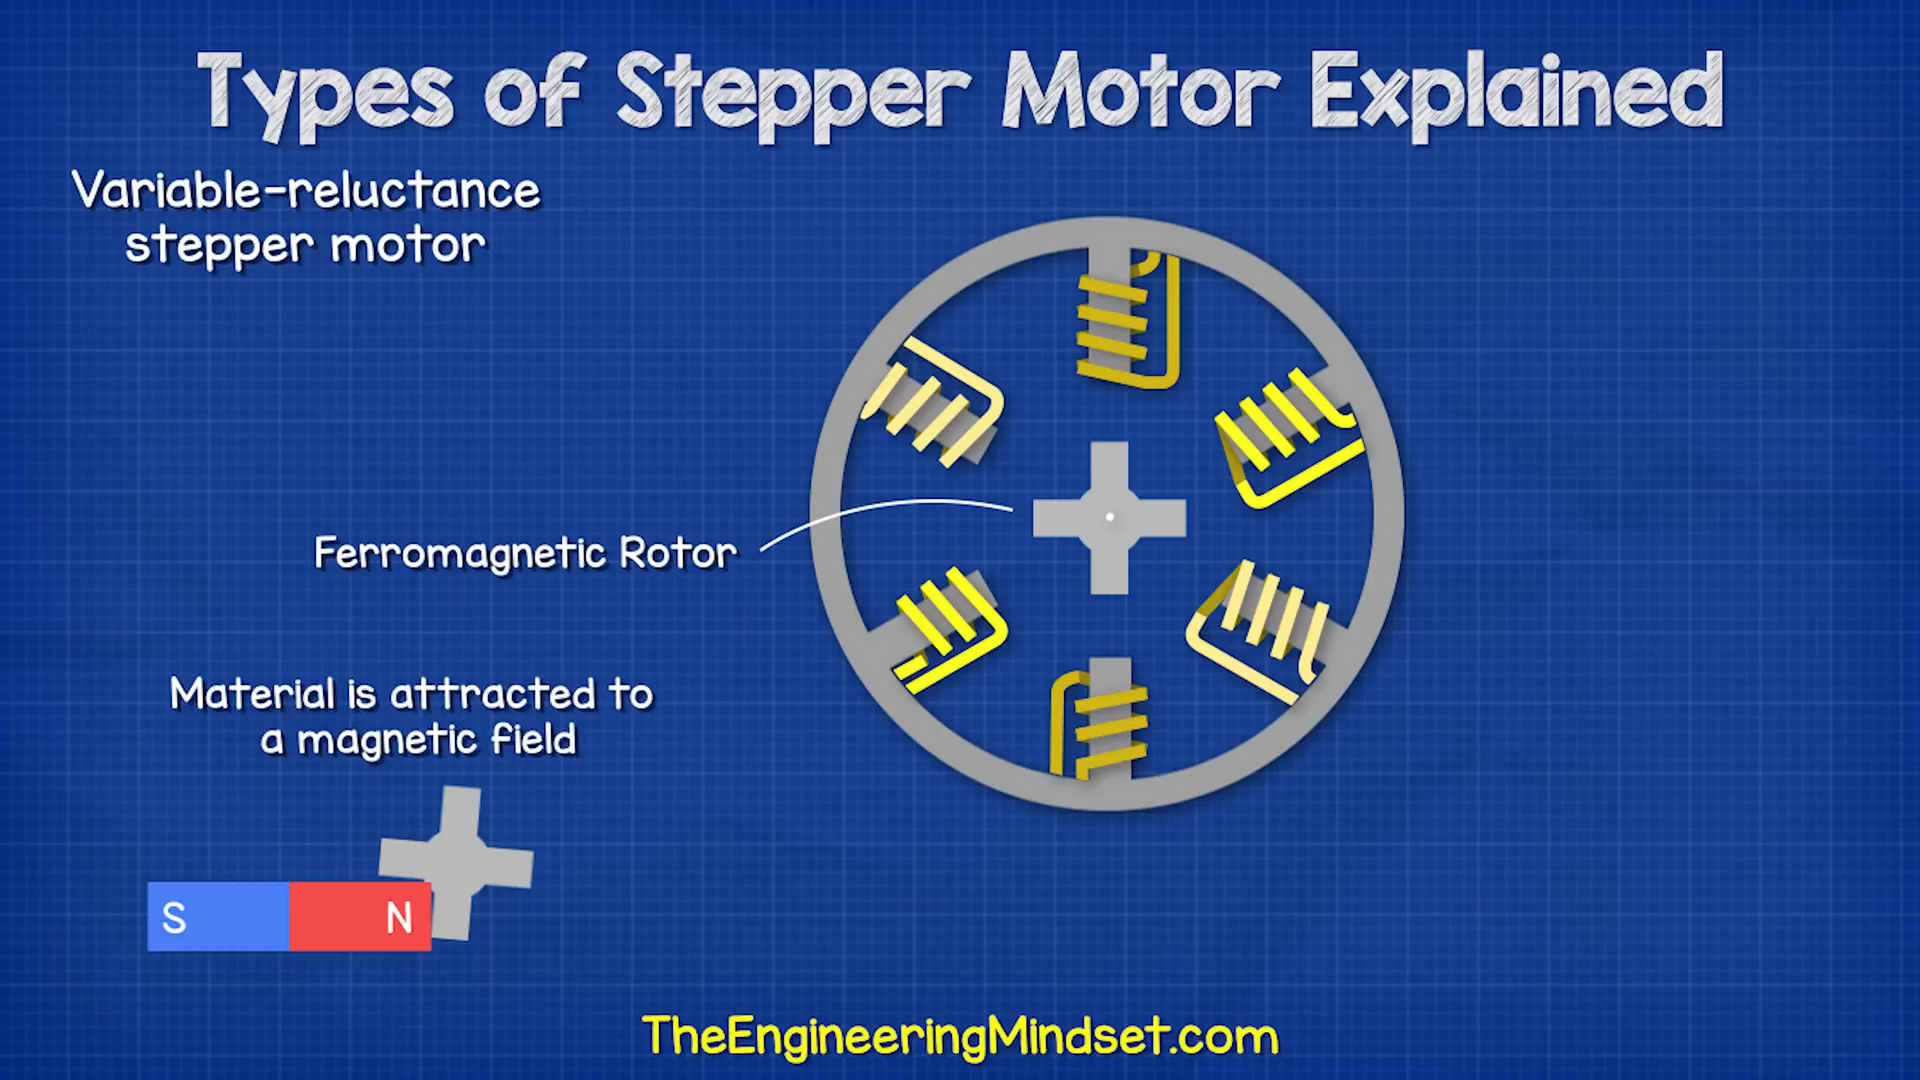 Types of Stepper Motor Explained
Variable-reluctance
stepper motor
Ferromagnetic Rotor
Material is attracted to
a magnetic field
S N
TheEngineeringMindset.com